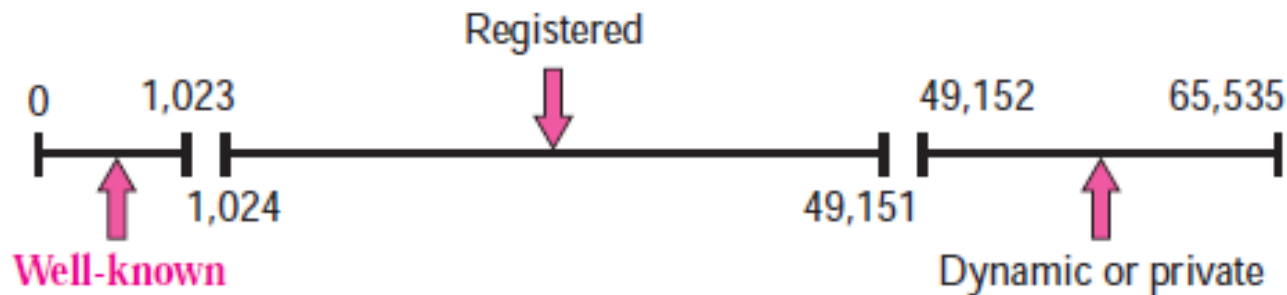 Registered
0 1,023 49,152 65,535
1,024 49,151
Well-known Dynamic or private